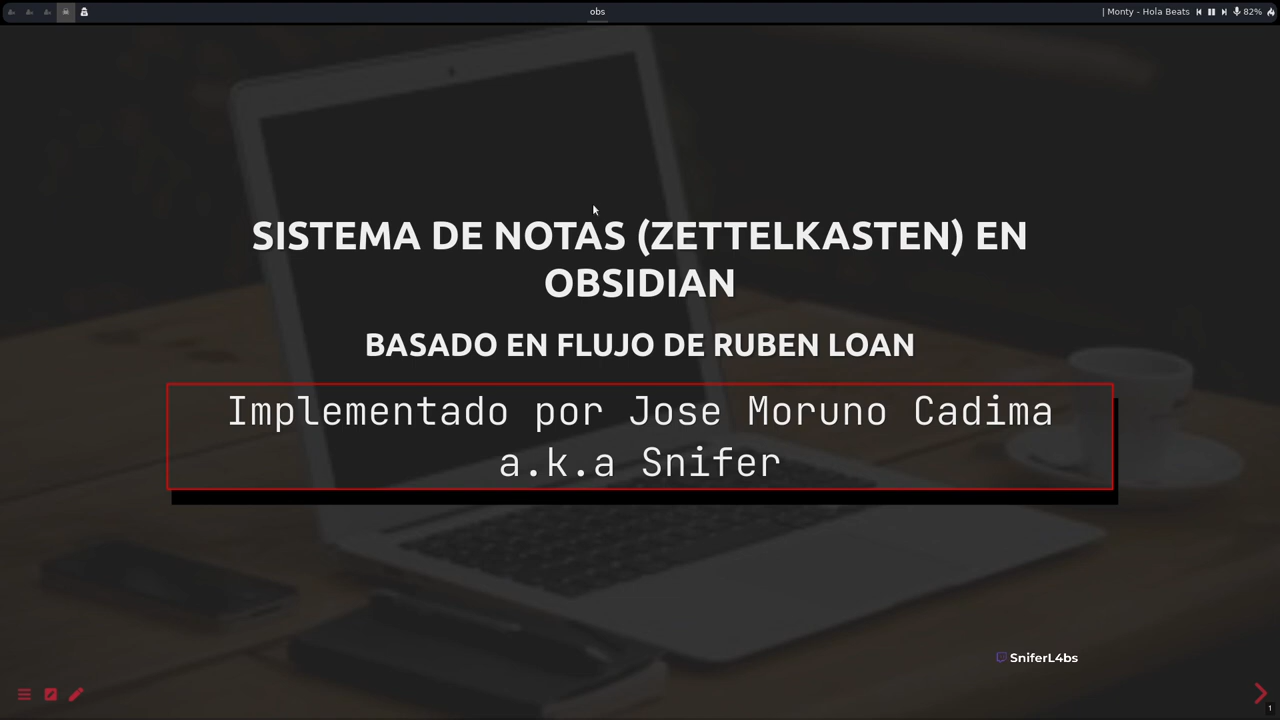 obs
| Monty - Hola Beats
82%
SISTEMA DE NOTAS (ZETTELKASTEN) EN
OBSIDIAN
BASADO EN FLUJO DE RUBEN LOAN
Implementado por Jose Moruno Cadima
a.k.a Snifer
SniferL4bs
1